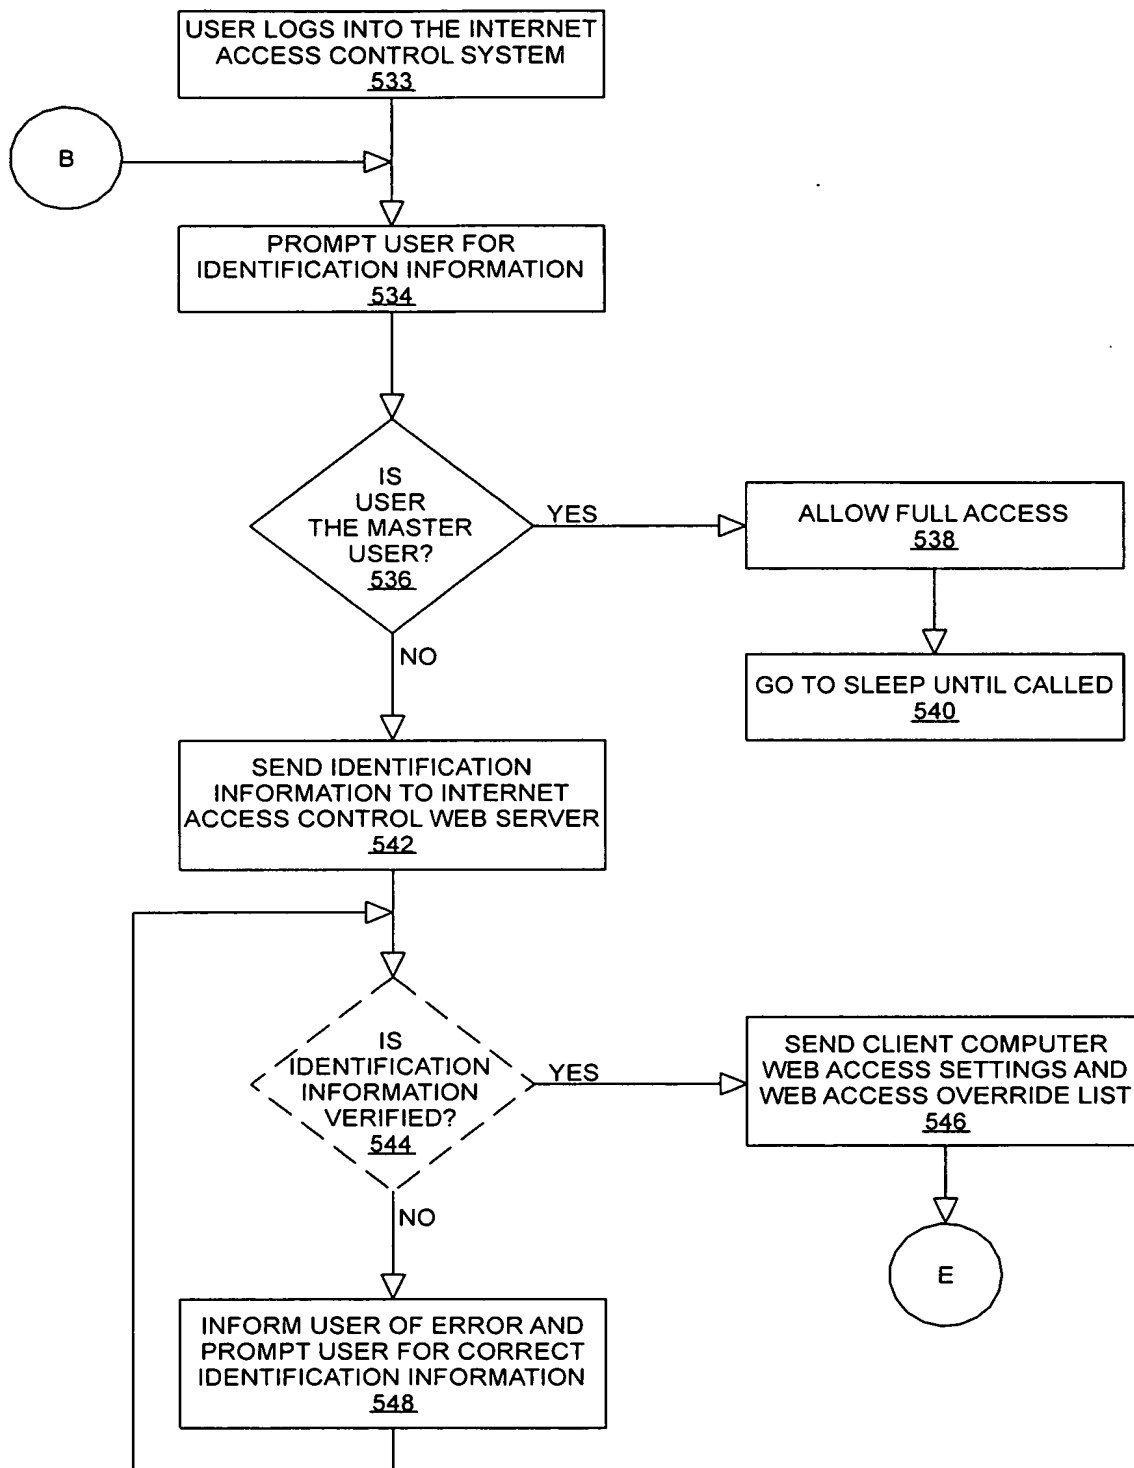 USER LOGS INTO THE INTERNET
ACCESS CONTROL SYSTEM
533
B
PROMPT USER FOR
IDENTIFICATION INFORMATION
534
IS
USER
THE MASTER
USER?
536
YES
ALLOW FULL ACCESS
538
NO
GO TO SLEEP UNTIL CALLED
540
SEND IDENTIFICATION
INFORMATION TO INTERNET
ACCESS CONTROL WEB SERVER
542
IS
IDENTIFICATION
INFORMATION
VERIFIED?
544
YES
SEND CLIENT COMPUTER
WEB ACCESS SETTINGS AND
WEB ACCESS OVERRIDE LIST
546
NO
E
INFORM USER OF ERROR AND
PROMPT USER FOR CORRECT
IDENTIFICATION INFORMATION
548